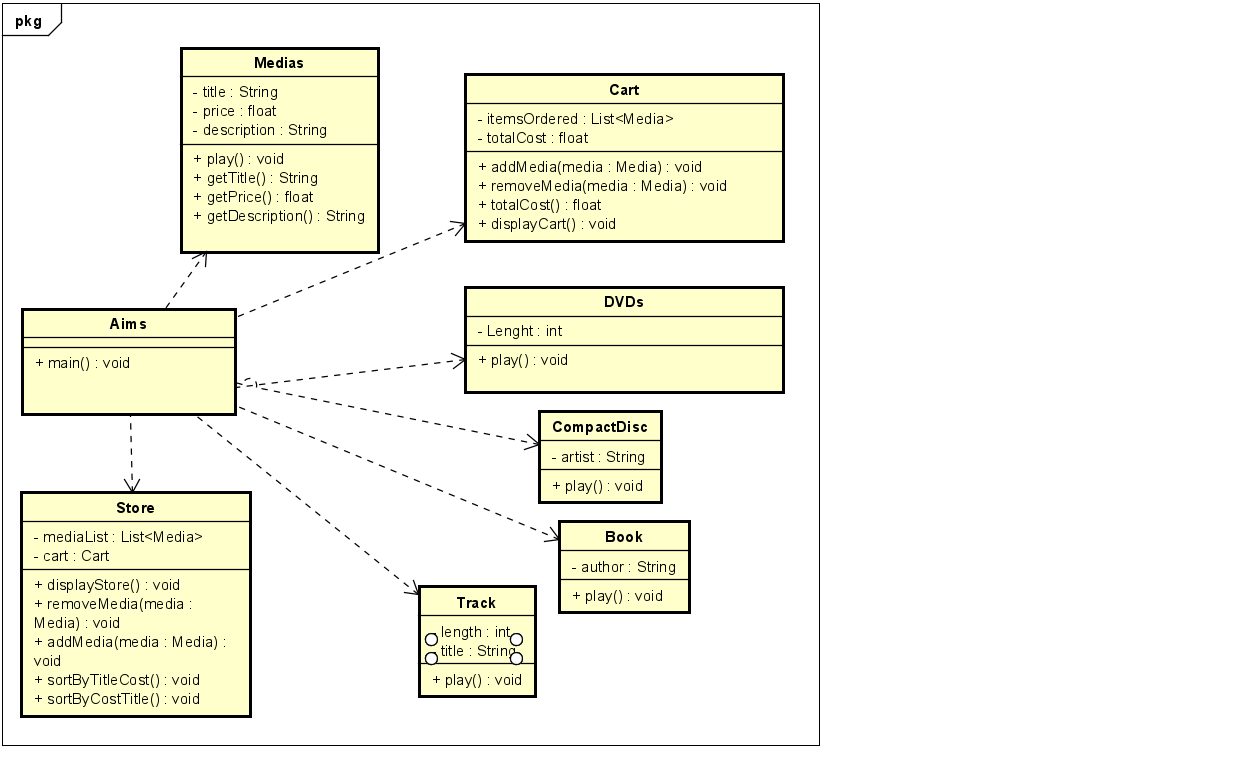 pkg
Medias
- title : String
- price : float
- description : String
+ play() : void
+ getTitle() : String
+ getPrice() : float
+ getDescription() : String
Cart
- itemsOrdered : List<Media>
- totalCost : float
+ addMedia(media : Media) : void
+ removeMedia(media : Media) : void
+ totalCost() : float
+ displayCart() : void
DVDs
- Lenght : int
+ play() : void
Aims
+ main() : void
CompactDisc
- artist : String
+ play() : void
Store
- mediaList : List<Media>
- cart : Cart
+ displayStore() : void
+ removeMedia(media :
Media) : void
+ addMedia(media : Media) :
void
+ sortByTitleCost() : void
+ sortByCostTitle() : void
Book
- author : String
+ play() : void
Track
length : int
title : String
+ play() : void